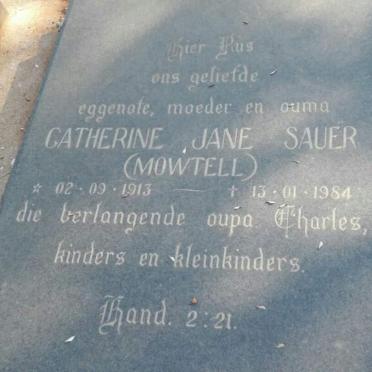 Hier Rus
ons geliefde
eggenote, moeder en ouma
CATHERINE JANE SAUER
(MOWTELL)
☆ 02·09·1913 — † 13·01·1984
die verlangende oupa Charles,
kinders en kleinkinders.
Hand. 2:21.